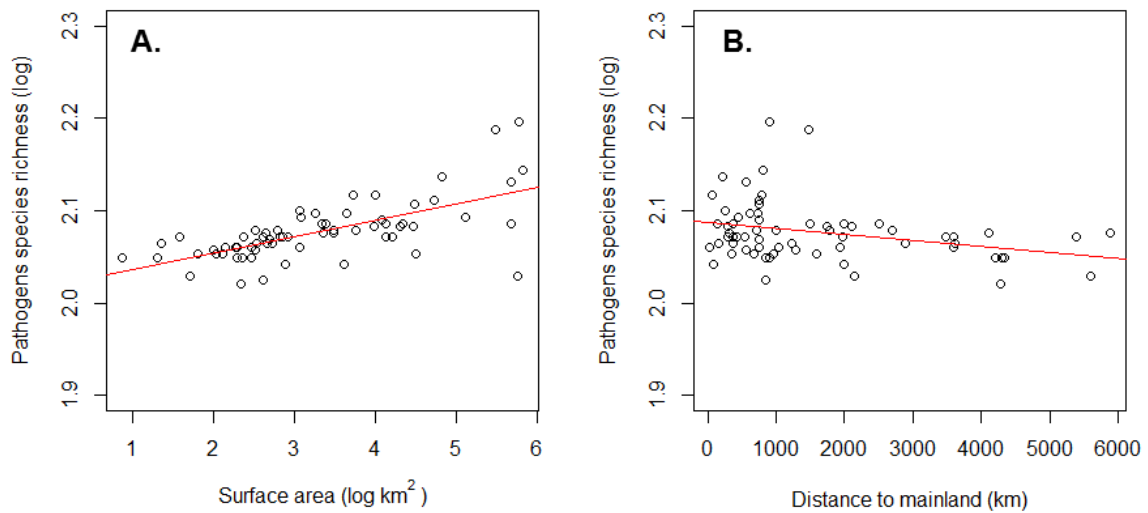 A.
Pathogens species richness (log)
2.3
2.2
2.1
2.0
1.9
1 2 3 4 5 6
Surface area (log km²)
B.
Pathogens species richness (log)
2.3
2.2
2.1
2.0
1.9
0 1000 2000 3000 4000 5000 6000
Distance to mainland (km)